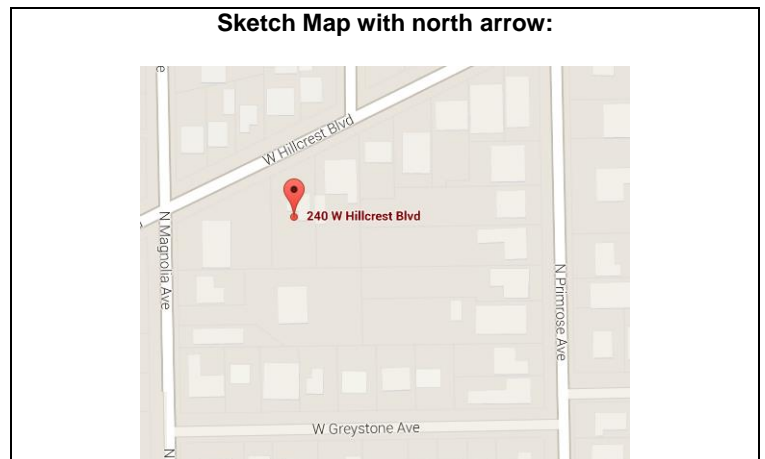 Sketch Map with north arrow:
e
W Hillcrest Blvd
240 W Hillcrest Blvd
N Magnolia Ave
N Primrose Ave
W Greystone Ave
N